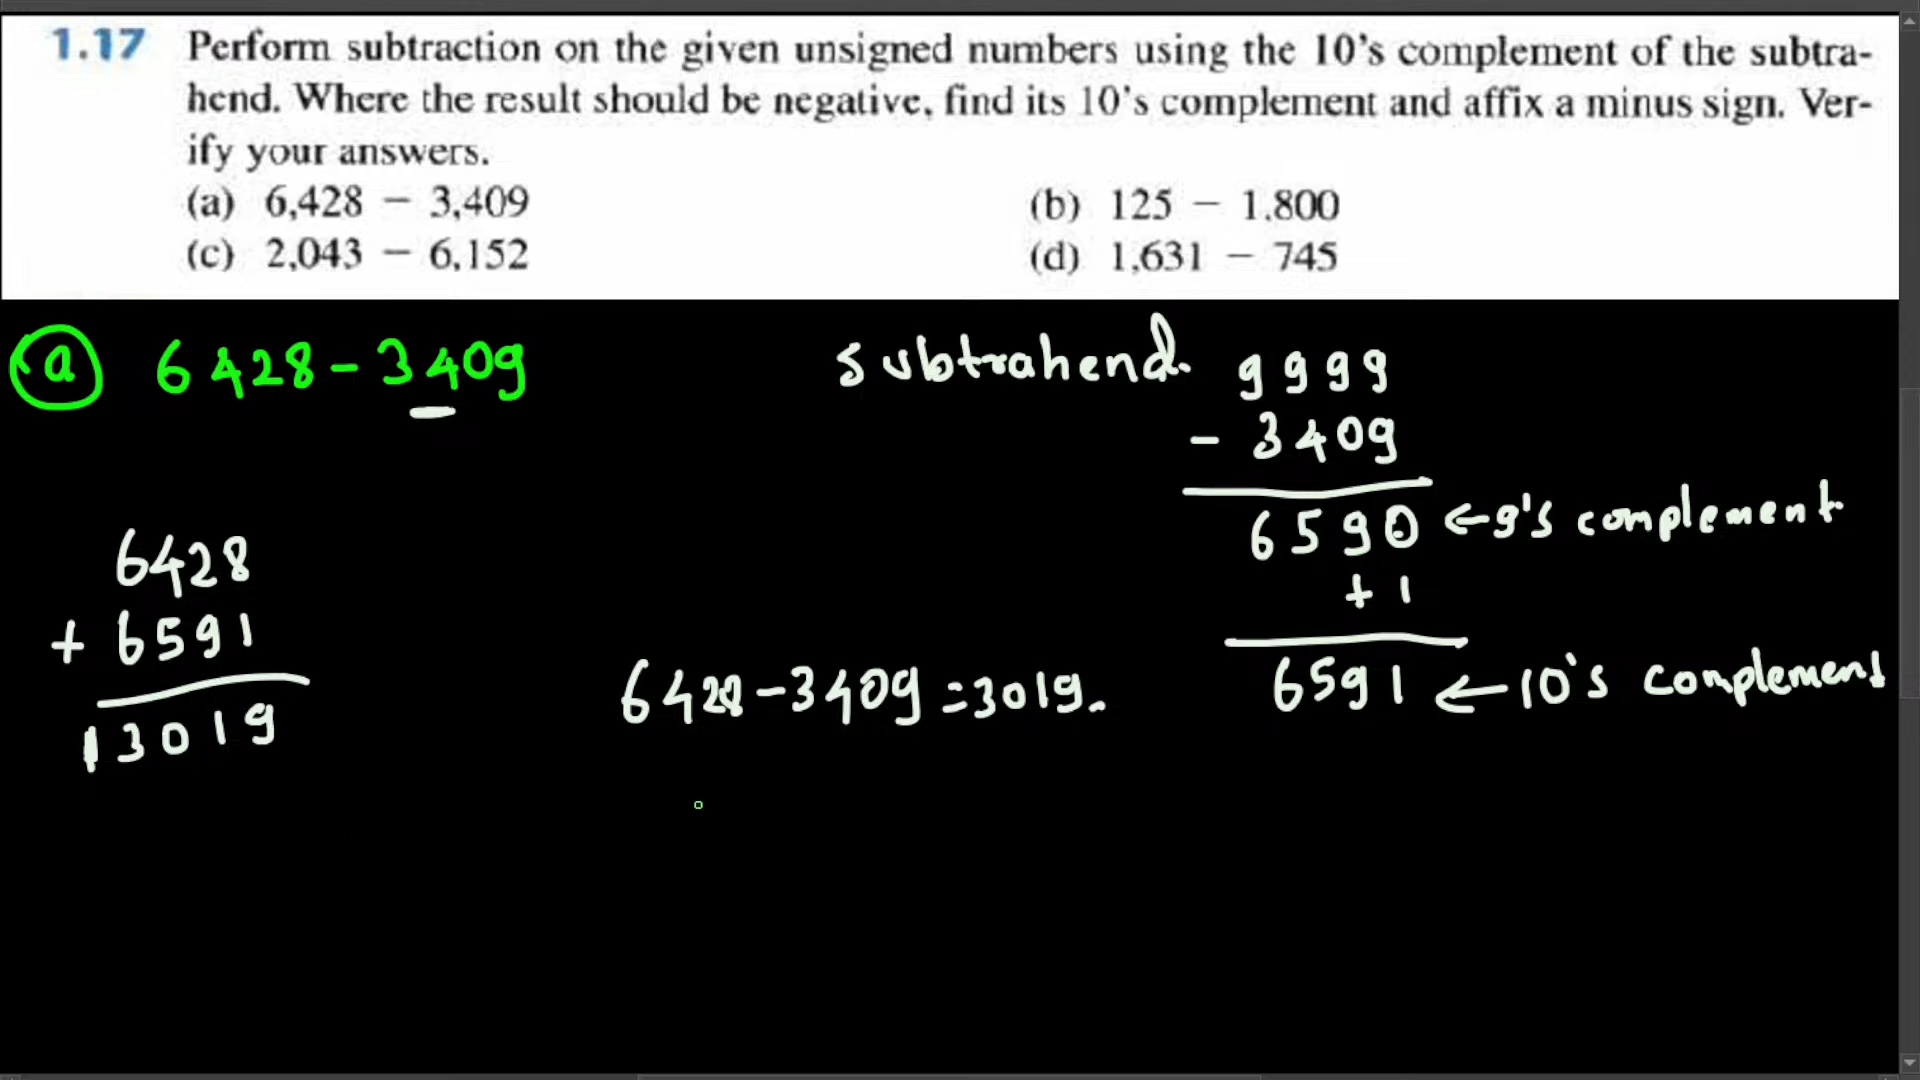 1.17 Perform subtraction on the given unsigned numbers using the 10's complement of the subtra-
hend. Where the result should be negative, find its 10's complement and affix a minus sign. Ver-
ify your answers.
(a) 6,428 − 3,409 (b) 125 − 1.800
(c) 2,043 − 6,152 (d) 1,631 − 745
a 6428-3409
subtrahend. 9999
- 3409
6590 ← 9's complement
+ 1
6591 ← 10's complement
6428
+ 6591
13019
6428-3409=3019.